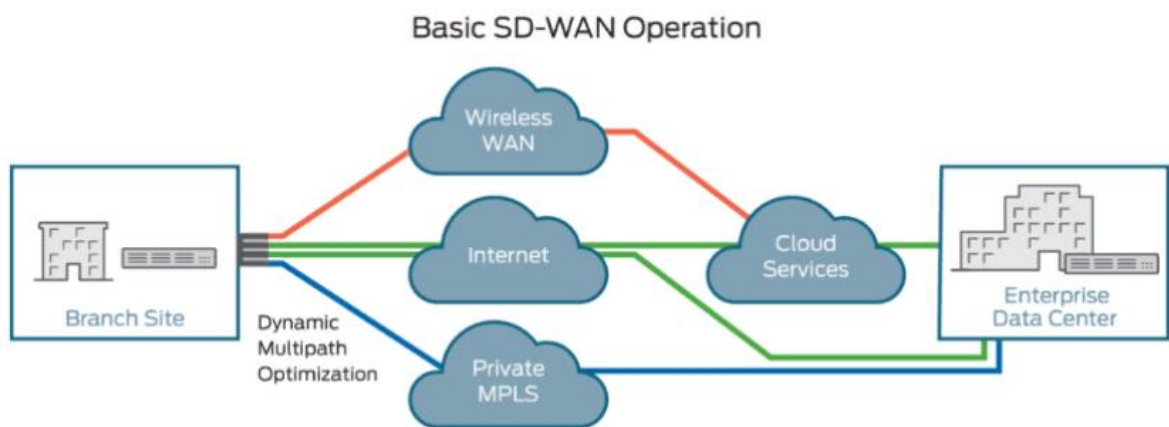 Basic SD-WAN Operation
Wireless
WAN
Internet
Cloud
Services
Branch Site
Enterprise
Data Center
Dynamic
Multipath
Optimization
Private
MPLS